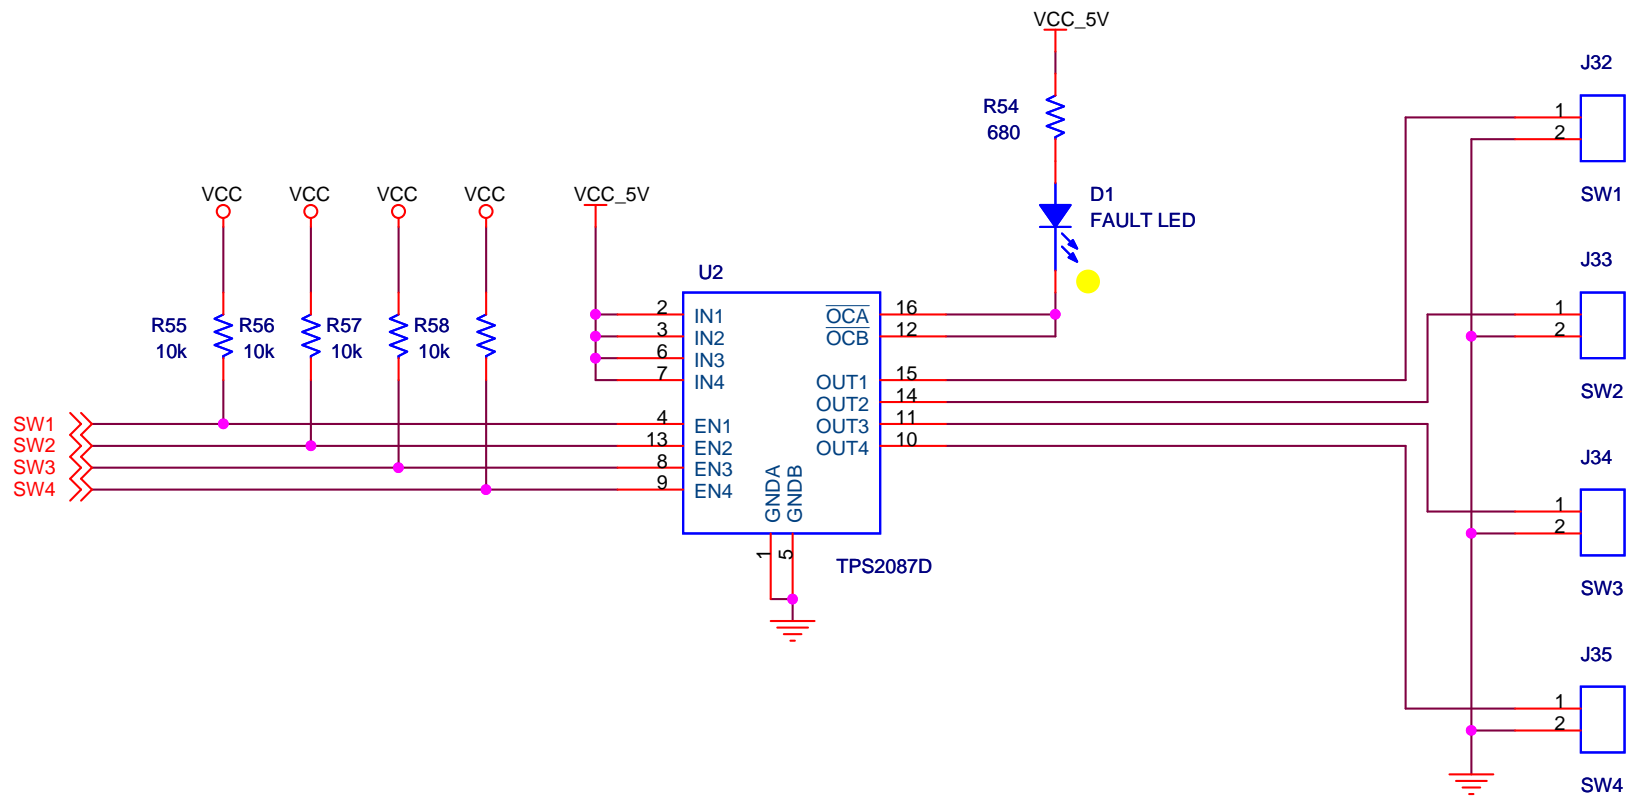 VCC_5V
J32
R54
680
1
2
SW1
VCC
VCC
VCC
VCC
VCC_5V
D1
FAULT LED
J33
1
2
SW2
U2
R55
10k
R56
10k
R57
10k
R58
10k
2
IN1
3
IN2
6
IN3
7
IN4
4
EN1
13
EN2
8
EN3
9
EN4
OCA
16
OCB
12
OUT1
15
OUT2
14
OUT3
11
OUT4
10
GNDA
GNDB
1
5
TPS2087D
SW1
SW2
SW3
SW4
J34
1
2
SW3
J35
1
2
SW4